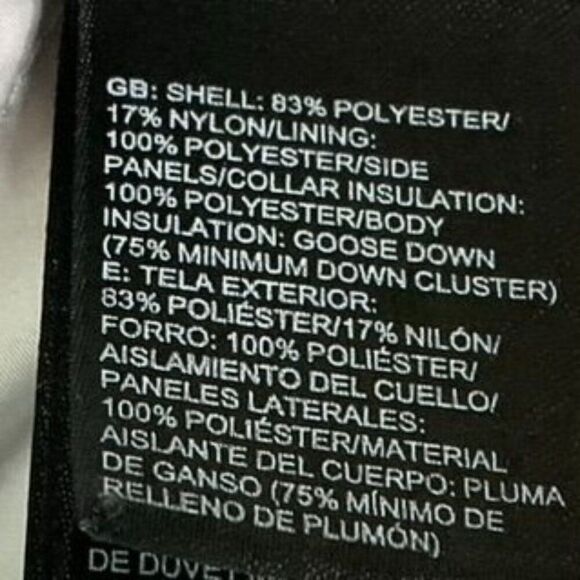 GB: SHELL: 83% POLYESTER/
17% NYLON/LINING:
100% POLYESTER/SIDE
PANELS/COLLAR INSULATION:
100% POLYESTER/BODY
INSULATION: GOOSE DOWN
(75% MINIMUM DOWN CLUSTER)
E: TELA EXTERIOR:
83% POLIÉSTER/17% NILÓN/
FORRO: 100% POLIÉSTER/
AISLAMIENTO DEL CUELLO/
PANELES LATERALES:
100% POLIÉSTER/MATERIAL
AISLANTE DEL CUERPO: PLUMA
DE GANSO (75% MÍNIMO DE
RELLENO DE PLUMÓN)
DE